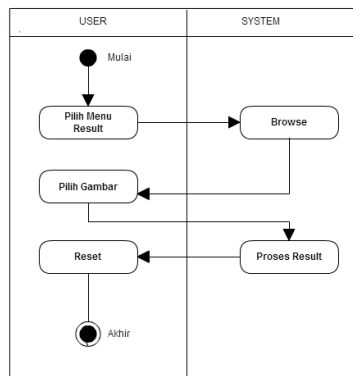 USER
SYSTEM
Mulai
Pilih Menu
Result
Browse
Pilih Gambar
Reset
Proses Result
Akhir